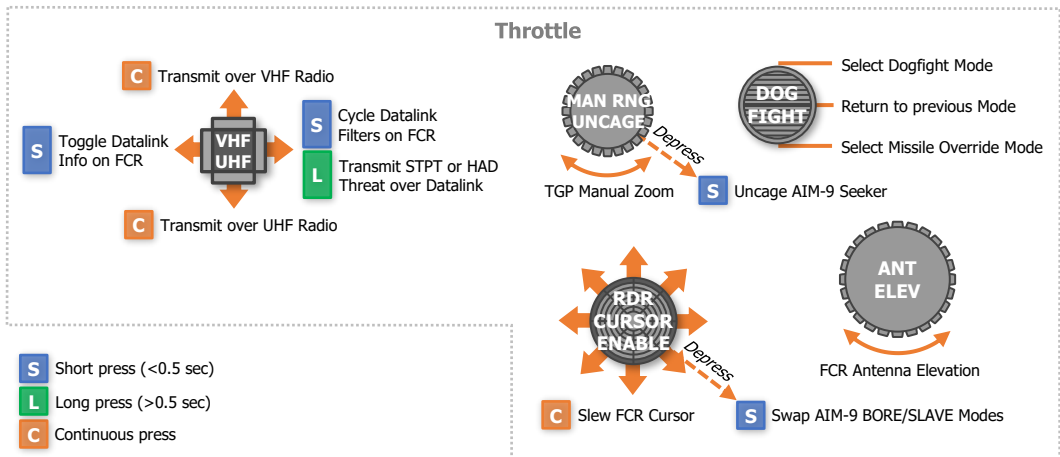 Throttle
C Transmit over VHF Radio
S Toggle Datalink
Info on FCR
VHF
UHF
S Cycle Datalink
Filters on FCR
L Transmit STPT or HAD
Threat over Datalink
C Transmit over UHF Radio
MAN RNG
UNCAGE
Depress
TGP Manual Zoom
S Uncage AIM-9 Seeker
DOG
FIGHT
Select Dogfight Mode
Return to previous Mode
Select Missile Override Mode
RDR
CURSOR
ENABLE
Depress
C Slew FCR Cursor
S Swap AIM-9 BORE/SLAVE Modes
ANT
ELEV
FCR Antenna Elevation
S Short press (<0.5 sec)
L Long press (>0.5 sec)
C Continuous press